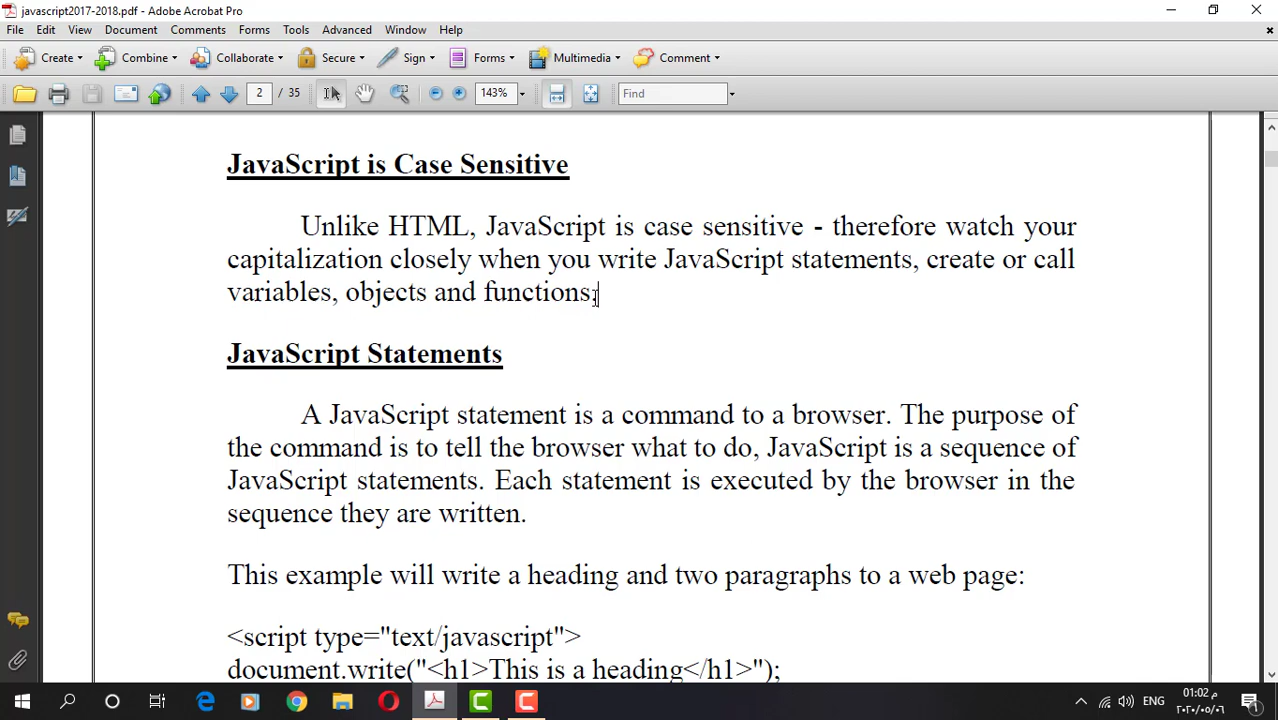 javascript2017-2018.pdf - Adobe Acrobat Pro
File Edit View Document Comments Forms Tools Advanced Window Help
Create Combine Collaborate Secure Sign Forms Multimedia Comment
2 / 35 143% Find
JavaScript is Case Sensitive
Unlike HTML, JavaScript is case sensitive - therefore watch your
capitalization closely when you write JavaScript statements, create or call
variables, objects and functions.
JavaScript Statements
A JavaScript statement is a command to a browser. The purpose of
the command is to tell the browser what to do, JavaScript is a sequence of
JavaScript statements. Each statement is executed by the browser in the
sequence they are written.
This example will write a heading and two paragraphs to a web page:
<script type="text/javascript">
document.write("<h1>This is a heading</h1>");
ENG
01:02 م
٢٠٢٠/٠٥/٠٦